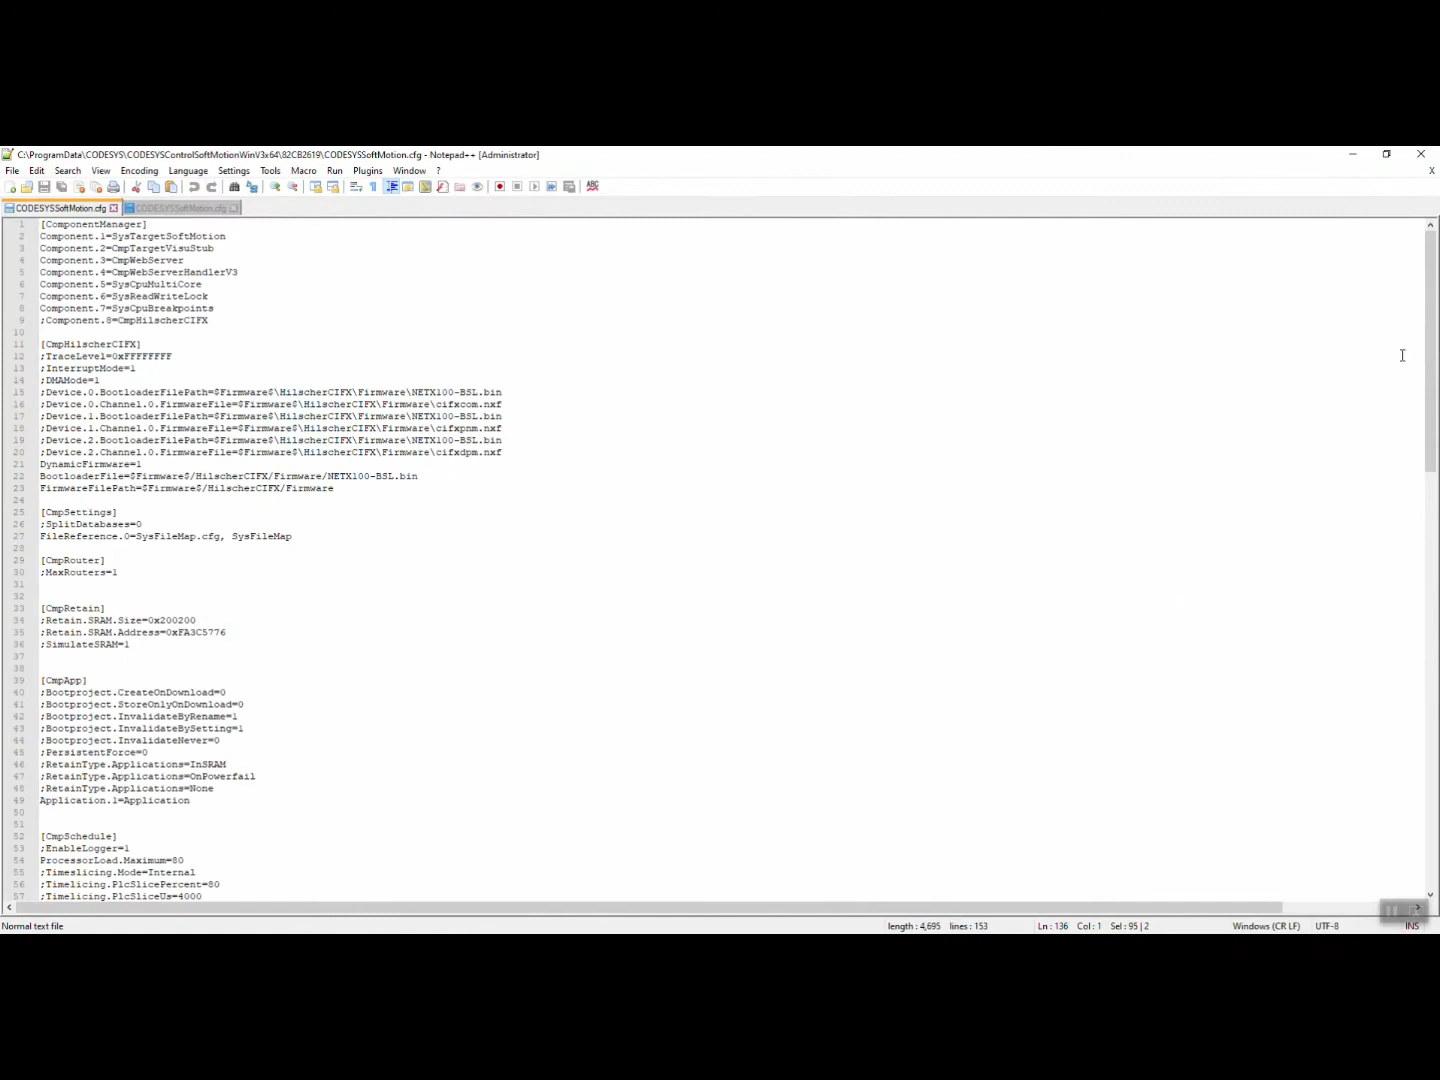 C:\ProgramData\CODESYS\CODESYSControlSoftMotionWinV3x64\82CB2619\CODESYSSoftMotion.cfg - Notepad++ [Administrator]
File Edit Search View Encoding Language Settings Tools Macro Run Plugins Window ? X
CODESYSSoftMotion.cfg CODESYSSoftMotion.cfg
1 [ComponentManager]
2 Component.1=SysTargetSoftMotion
3 Component.2=CmpTargetVisuStub
4 Component.3=CmpWebServer
5 Component.4=CmpWebServerHandlerV3
6 Component.5=SysCpuMultiCore
7 Component.6=SysReadWriteLock
8 Component.7=SysCpuBreakpoints
9 ;Component.8=CmpHilscherCIFX
10
11 [CmpHilscherCIFX]
12 ;TraceLevel=0xFFFFFFFF
13 ;InterruptMode=1
14 ;DMAMode=1
15 ;Device.0.BootloaderFilePath=$Firmware$\HilscherCIFX\Firmware\NETX100-BSL.bin
16 ;Device.0.Channel.0.FirmwareFile=$Firmware$\HilscherCIFX\Firmware\cifxcom.nxf
17 ;Device.1.BootloaderFilePath=$Firmware$\HilscherCIFX\Firmware\NETX100-BSL.bin
18 ;Device.1.Channel.0.FirmwareFile=$Firmware$\HilscherCIFX\Firmware\cifxpnm.nxf
19 ;Device.2.BootloaderFilePath=$Firmware$\HilscherCIFX\Firmware\NETX100-BSL.bin
20 ;Device.2.Channel.0.FirmwareFile=$Firmware$\HilscherCIFX\Firmware\cifxdpm.nxf
21 DynamicFirmware=1
22 BootloaderFile=$Firmware$/HilscherCIFX/Firmware/NETX100-BSL.bin
23 FirmwareFilePath=$Firmware$/HilscherCIFX/Firmware
24
25 [CmpSettings]
26 ;SplitDatabases=0
27 FileReference.0=SysFileMap.cfg, SysFileMap
28
29 [CmpRouter]
30 ;MaxRouters=1
31
32
33 [CmpRetain]
34 ;Retain.SRAM.Size=0x200200
35 ;Retain.SRAM.Address=0xFA3C5776
36 ;SimulateSRAM=1
37
38
39 [CmpApp]
40 ;Bootproject.CreateOnDownload=0
41 ;Bootproject.StoreOnlyOnDownload=0
42 ;Bootproject.InvalidateByRename=1
43 ;Bootproject.InvalidateBySetting=1
44 ;Bootproject.InvalidateNever=0
45 ;PersistentForce=0
46 ;RetainType.Applications=InSRAM
47 ;RetainType.Applications=OnPowerfail
48 ;RetainType.Applications=None
49 Application.1=Application
50
51
52 [CmpSchedule]
53 ;EnableLogger=1
54 ProcessorLoad.Maximum=80
55 ;Timeslicing.Mode=Internal
56 ;Timelicing.PlcSlicePercent=80
57 ;Timelicing.PlcSliceUs=4000
Normal text file length : 4,695 lines : 153 Ln : 136 Col : 1 Sel : 95 | 2 Windows (CR LF) UTF-8 INS